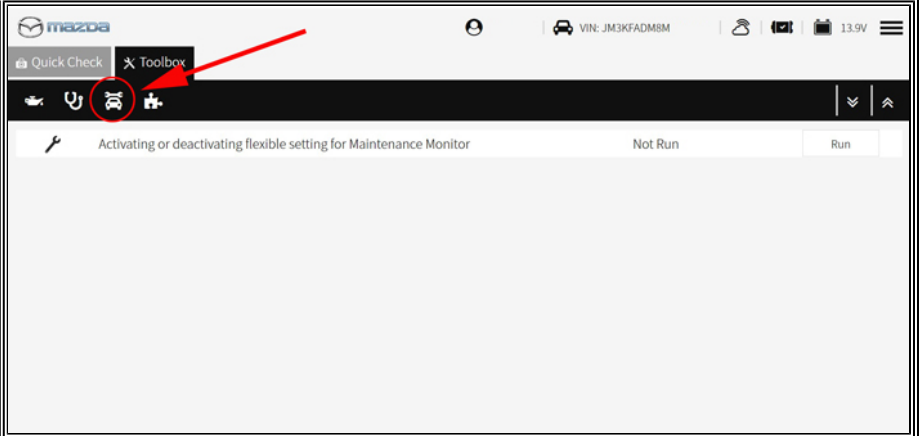 mazda
VIN: JM3KFADM8M
13.9V
Quick Check
Toolbox
Activating or deactivating flexible setting for Maintenance Monitor Not Run Run